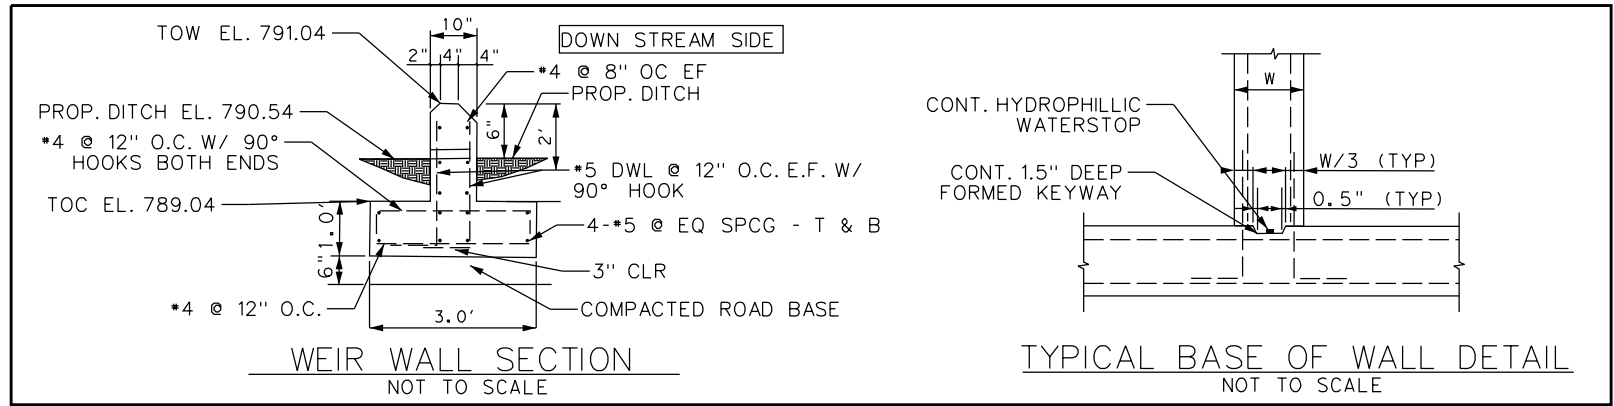 TOW EL. 791.04
10"
DOWN STREAM SIDE
2" 4" 4"
#4 @ 8" OC EF
PROP. DITCH
PROP. DITCH EL. 790.54
#4 @ 12" O.C. W/ 90°
HOOKS BOTH ENDS
6"
2'
#5 DWL @ 12" O.C. E.F. W/
90° HOOK
TOC EL. 789.04
1.0'
6"
4-#5 @ EQ SPCG - T & B
3" CLR
#4 @ 12" O.C.
COMPACTED ROAD BASE
3.0'
WEIR WALL SECTION
NOT TO SCALE
W
CONT. HYDROPHILLIC
WATERSTOP
W/3 (TYP)
CONT. 1.5" DEEP
FORMED KEYWAY
0.5" (TYP)
TYPICAL BASE OF WALL DETAIL
NOT TO SCALE